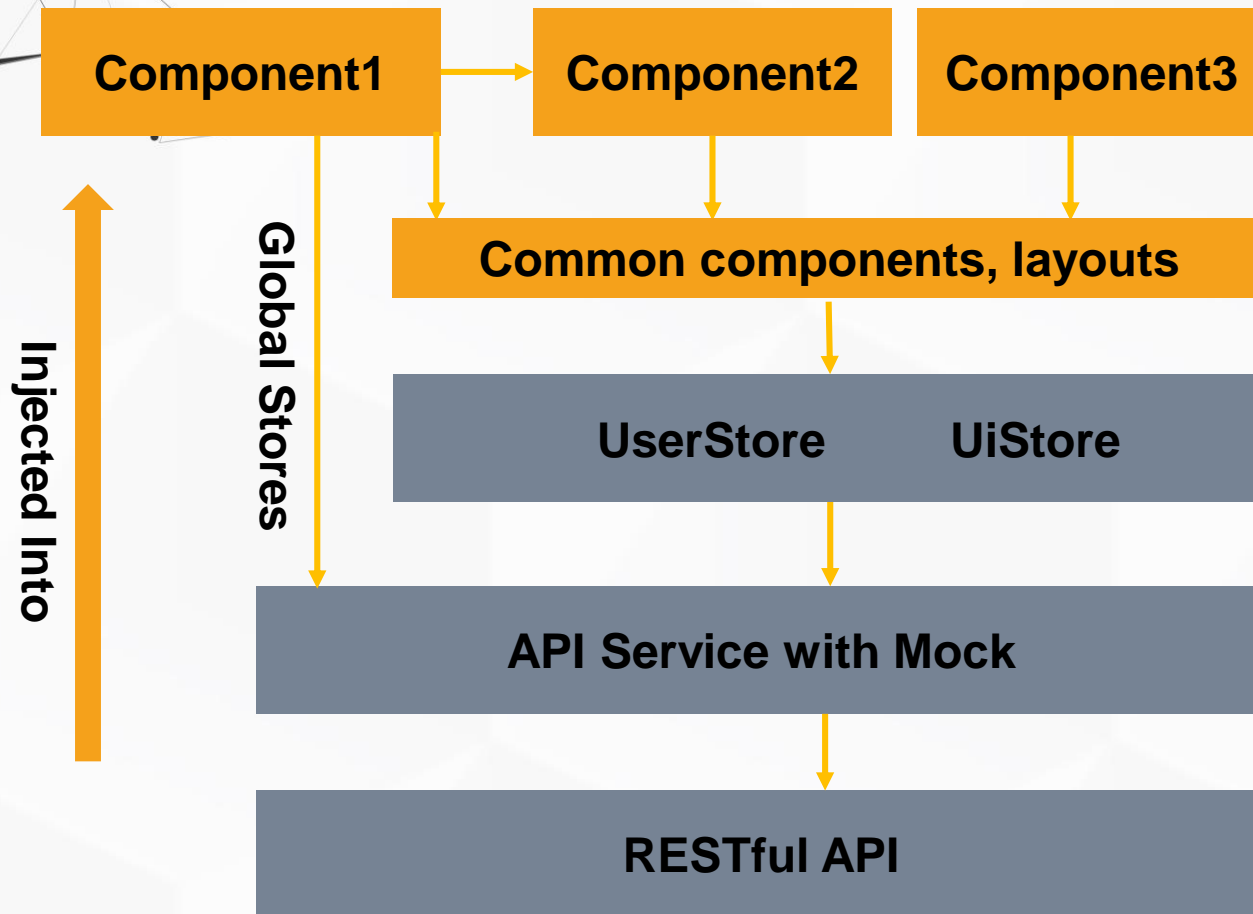 Component1
Component2
Component3
Common components, layouts
Global Stores
Injected Into
UserStore
UiStore
API Service with Mock
RESTful API